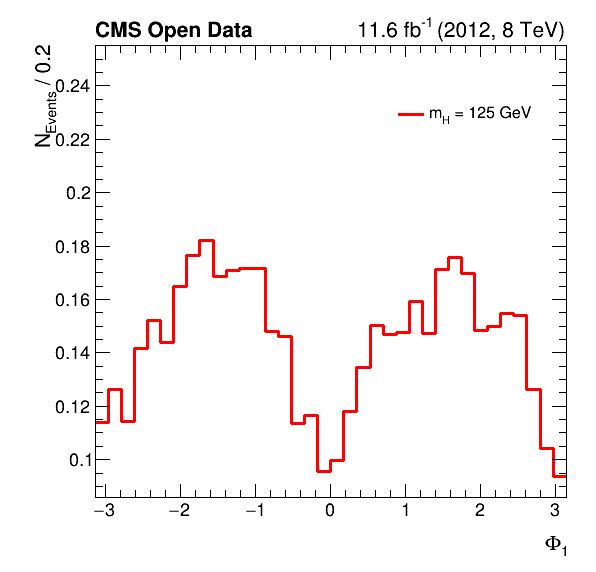 CMS Open Data 11.6 fb⁻¹ (2012, 8 TeV)
N_Events / 0.2
m_H = 125 GeV
0.24
0.22
0.2
0.18
0.16
0.14
0.12
0.1
−3 −2 −1 0 1 2 3
Φ₁